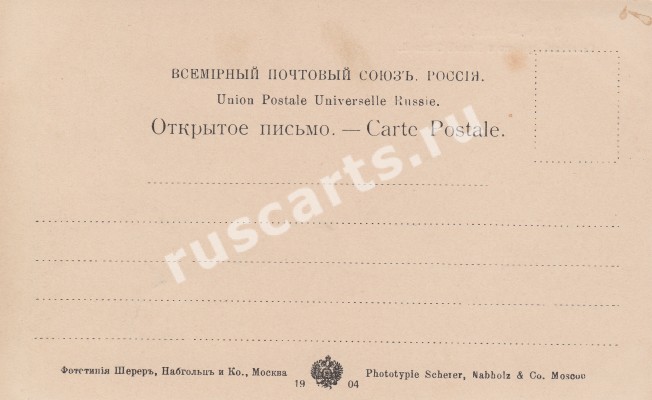 ВСЕМІРНЫЙ ПОЧТОВЫЙ СОЮЗЪ. РОССІЯ.
Union Postale Universelle Russie.
Открытое письмо. — Carte Postale.
ruscarts.ru
Фототипія Шереръ, Набгольцъ и Ко., Москва
Phototypie Scherer, Nabholz & Co. Moscou
19 04